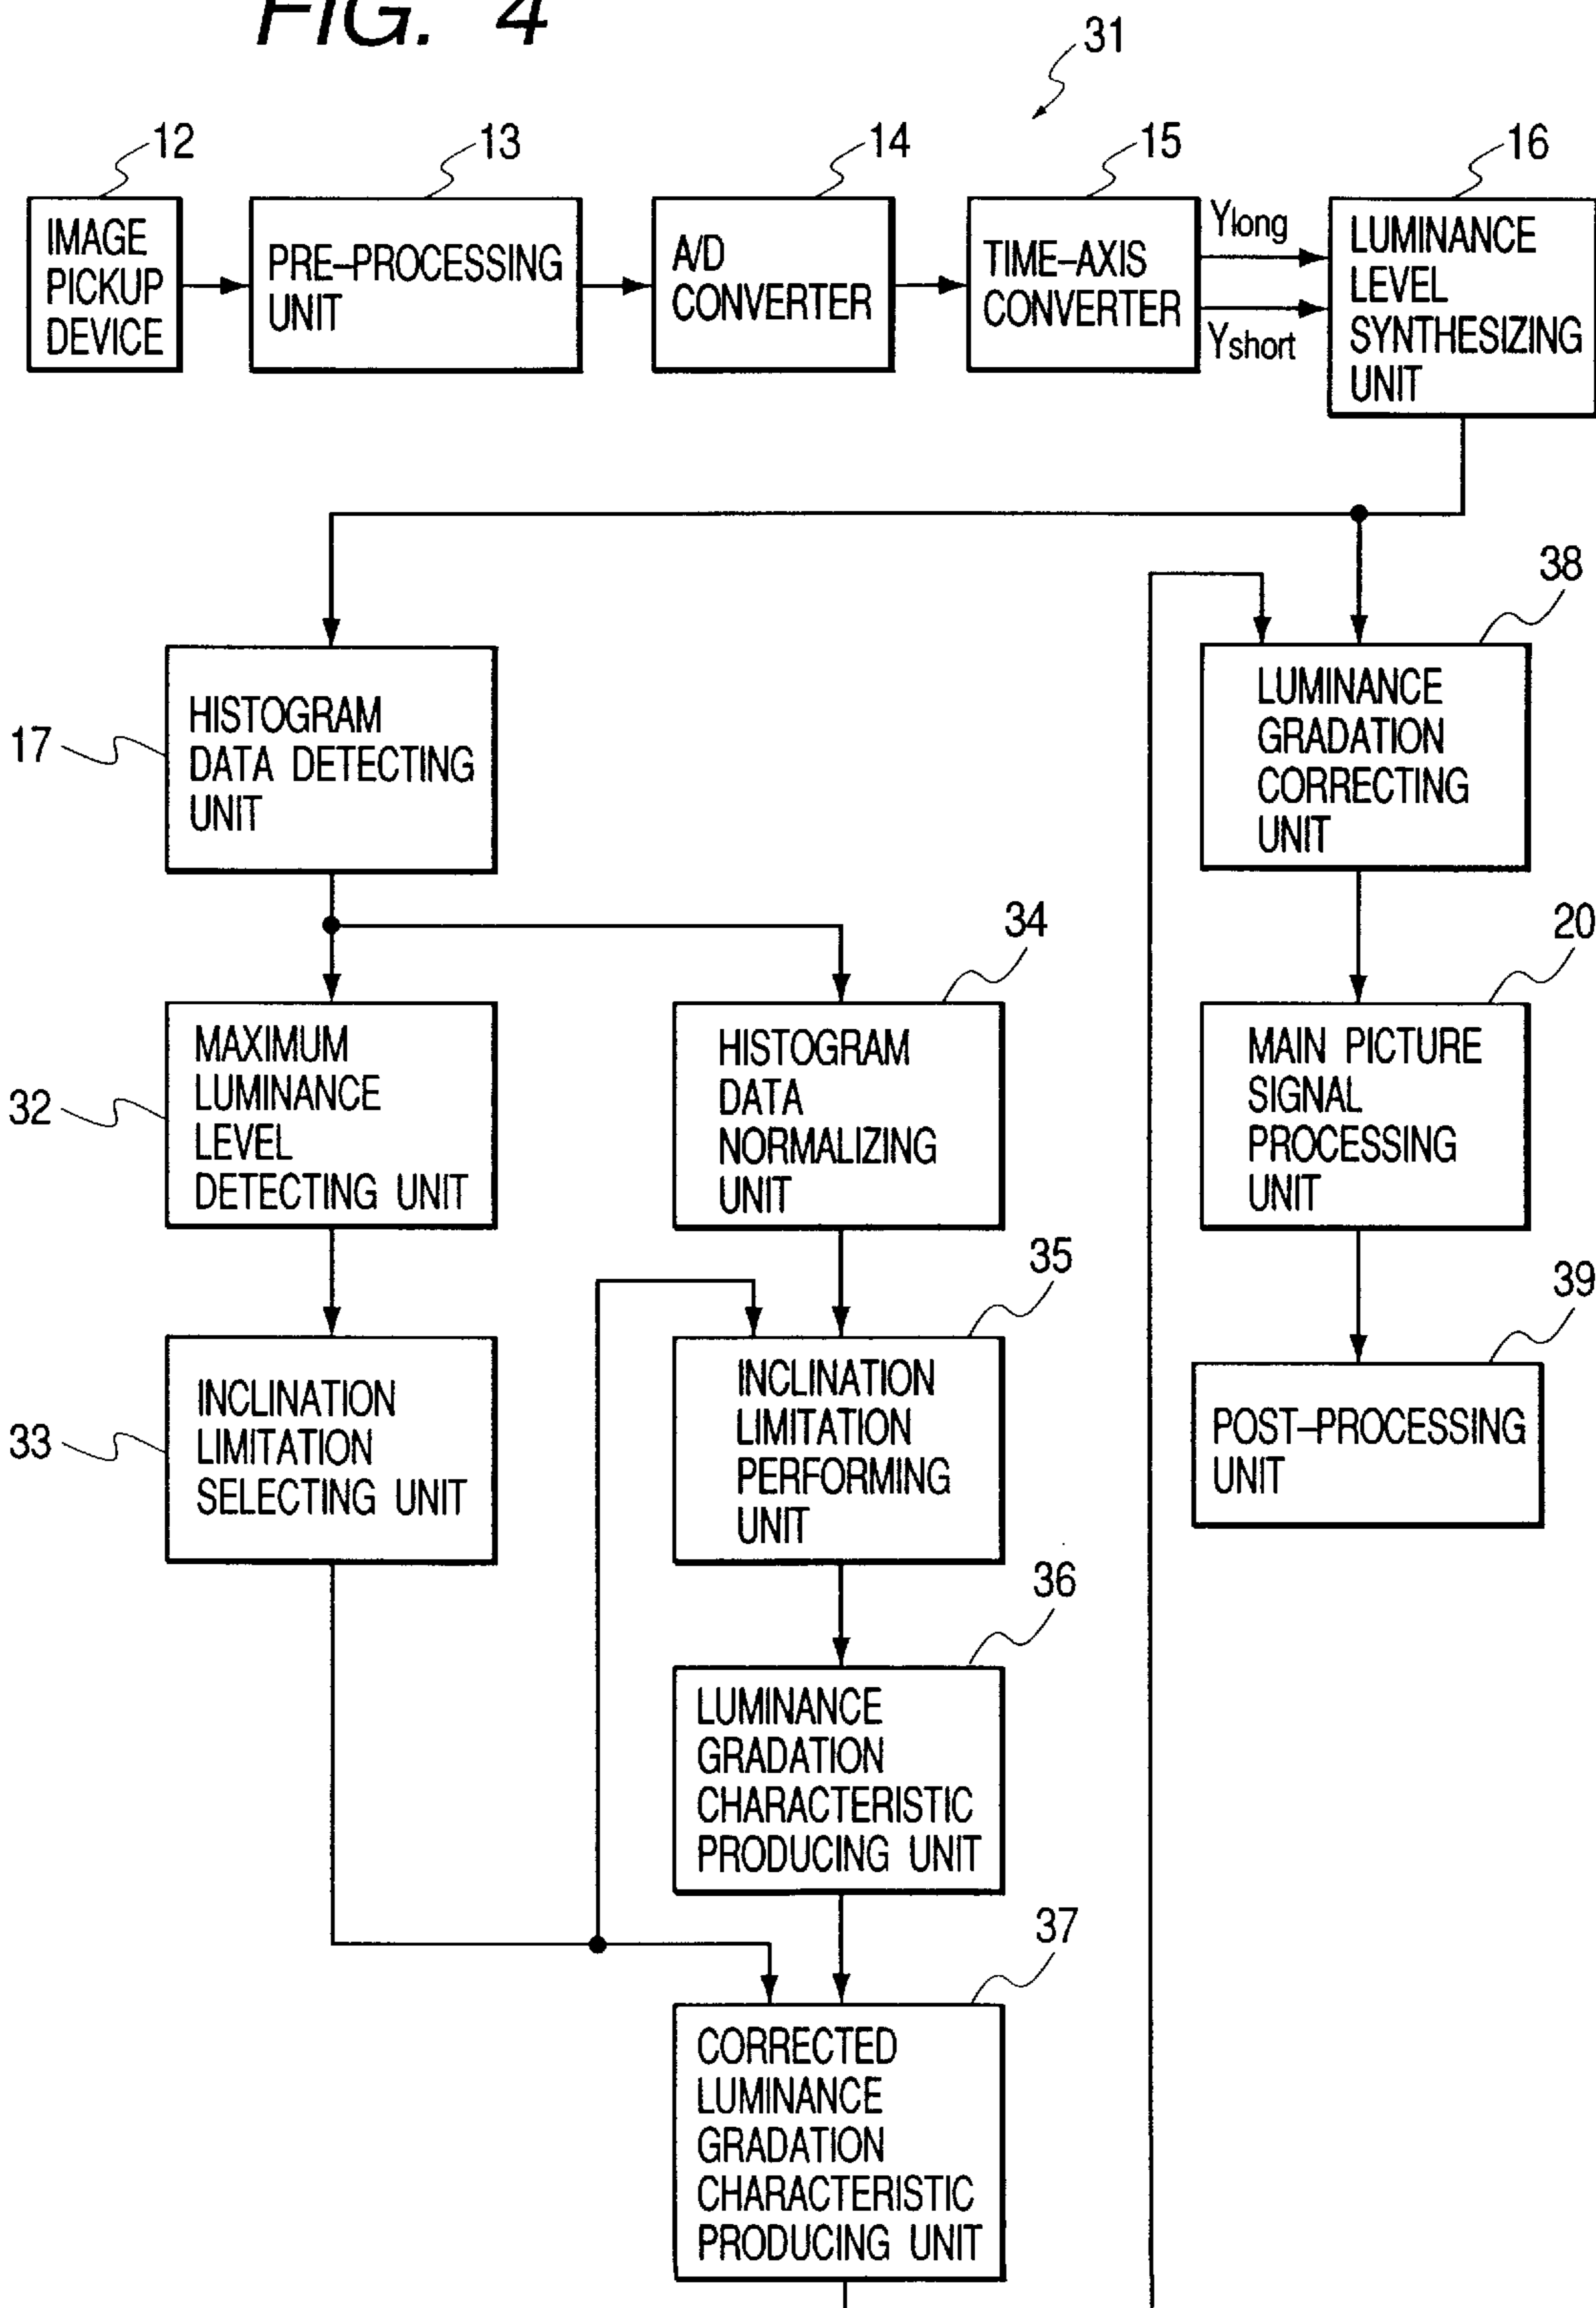 FIG. 4
31
12
13
14
15
16
IMAGE
PICKUP
DEVICE
PRE-PROCESSING
UNIT
A/D
CONVERTER
TIME-AXIS
CONVERTER
Ylong
Yshort
LUMINANCE
LEVEL
SYNTHESIZING
UNIT
17
HISTOGRAM
DATA DETECTING
UNIT
38
LUMINANCE
GRADATION
CORRECTING
UNIT
32
MAXIMUM
LUMINANCE
LEVEL
DETECTING UNIT
34
HISTOGRAM
DATA
NORMALIZING
UNIT
20
MAIN PICTURE
SIGNAL
PROCESSING
UNIT
33
INCLINATION
LIMITATION
SELECTING UNIT
35
INCLINATION
LIMITATION
PERFORMING
UNIT
39
POST-PROCESSING
UNIT
36
LUMINANCE
GRADATION
CHARACTERISTIC
PRODUCING UNIT
37
CORRECTED
LUMINANCE
GRADATION
CHARACTERISTIC
PRODUCING UNIT